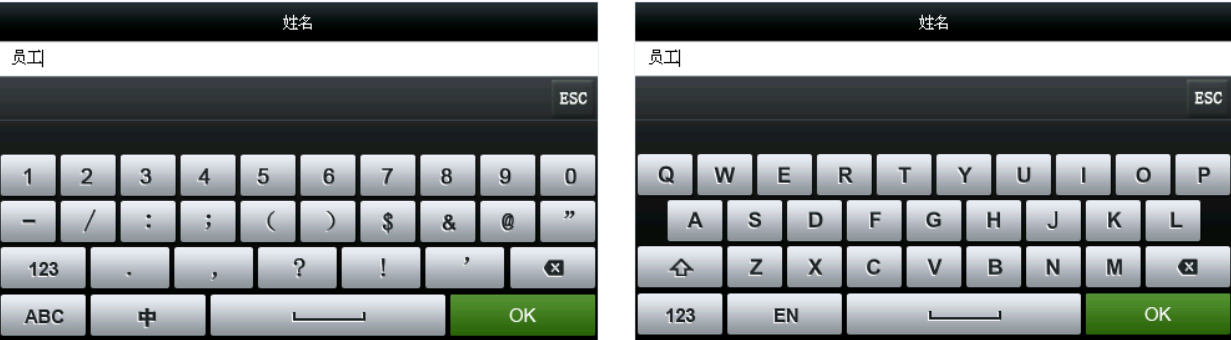 姓名
员工
ESC
1 2 3 4 5 6 7 8 9 0
- / : ; ( ) $ & @ ”
123 . , ? ! ’
ABC 中 OK
姓名
员工
ESC
Q W E R T Y U I O P
A S D F G H J K L
Z X C V B N M
123 EN OK